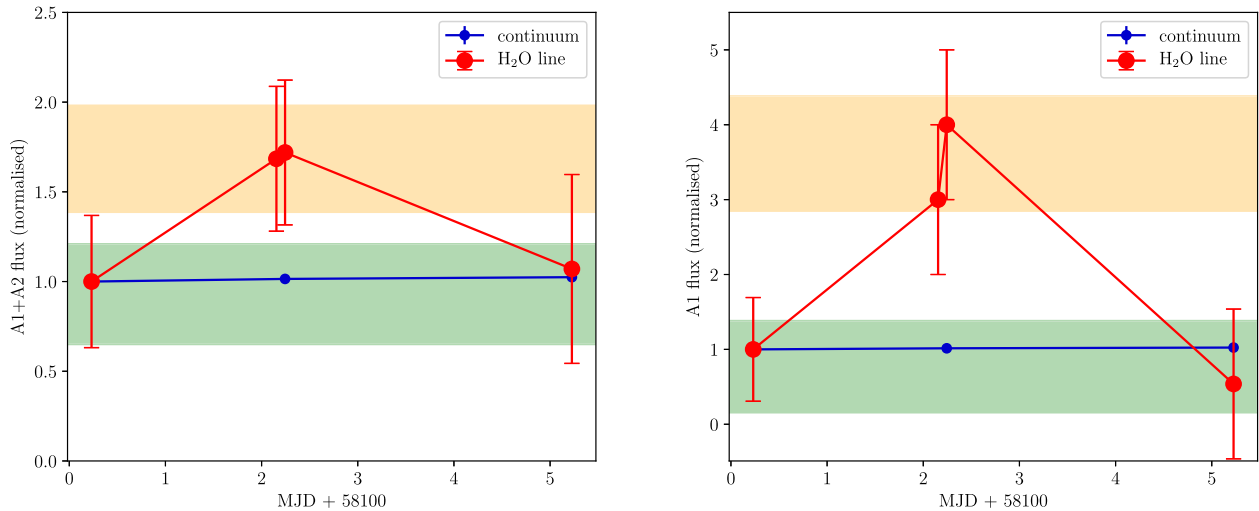 A1+A2 flux (normalised)
2.5
2.0
1.5
1.0
0.5
0.0
continuum
H₂O line
0 1 2 3 4 5
MJD + 58100
A1 flux (normalised)
5
4
3
2
1
0
continuum
H₂O line
0 1 2 3 4 5
MJD + 58100